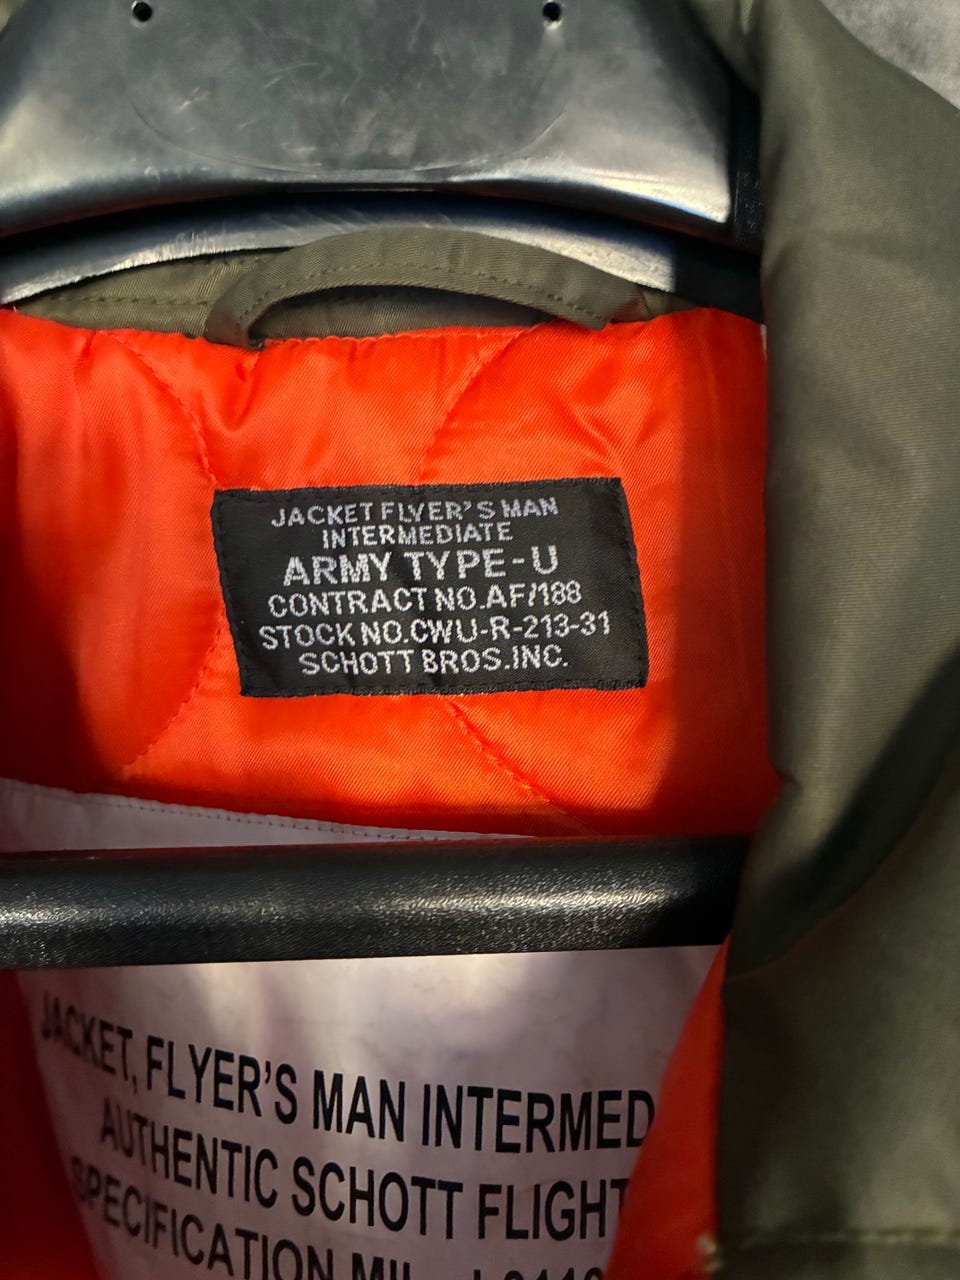 JACKET FLYER'S MAN
INTERMEDIATE
ARMY TYPE-U
CONTRACT NO.AF/188
STOCK NO.CWU-R-213-31
SCHOTT BROS.INC.
JACKET, FLYER'S MAN INTERMED
AUTHENTIC SCHOTT FLIGHT
SPECIFICATION